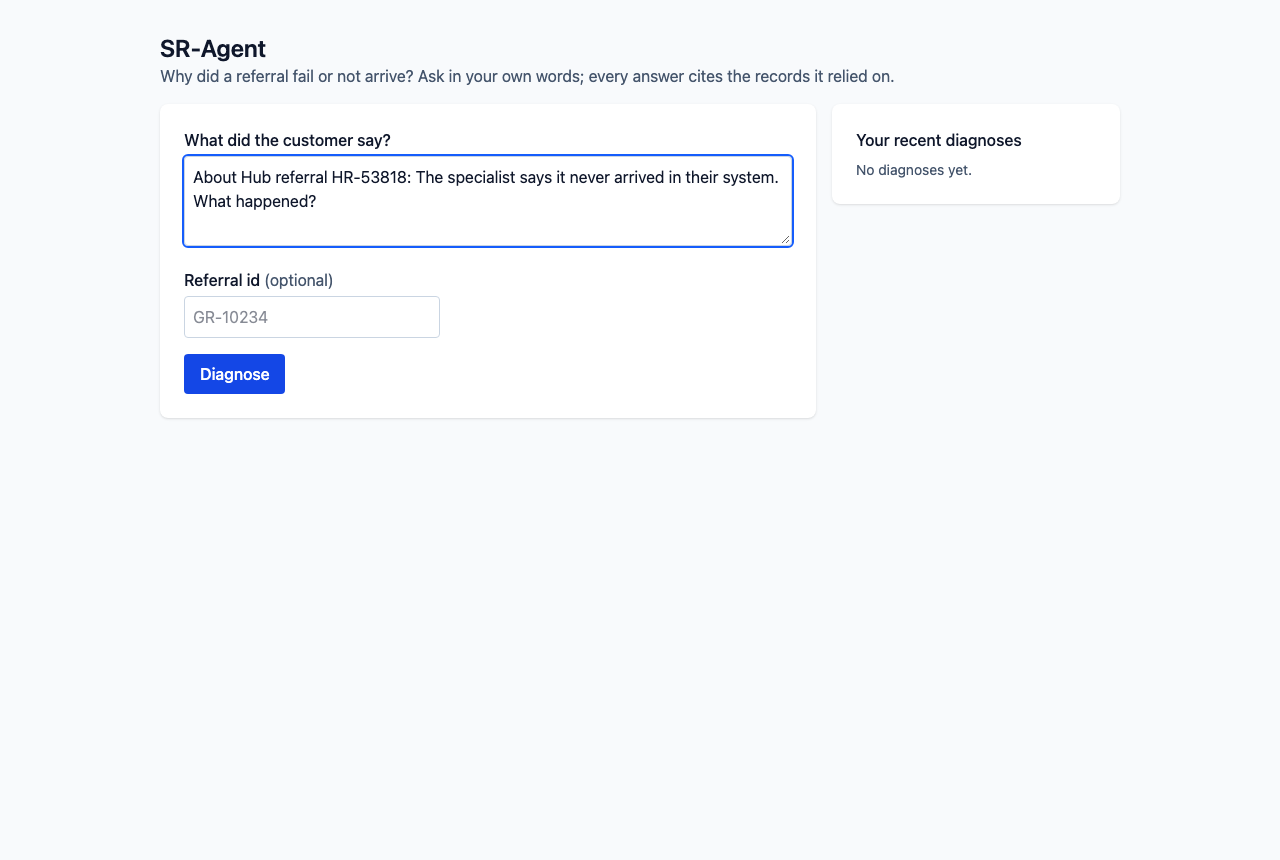 SR-Agent
Why did a referral fail or not arrive? Ask in your own words; every answer cites the records it relied on.
What did the customer say?
About Hub referral HR-53818: The specialist says it never arrived in their system.
What happened?
Referral id (optional)
GR-10234
Diagnose
Your recent diagnoses
No diagnoses yet.